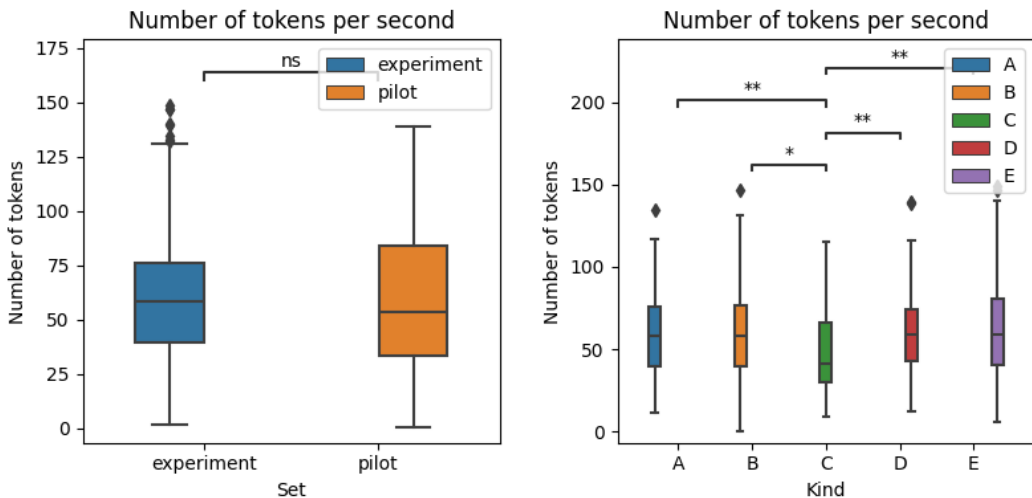 Number of tokens per second
Number of tokens
175
150
125
100
75
50
25
0
ns
experiment
pilot
experiment
pilot
Set
Number of tokens per second
Number of tokens
200
150
100
50
0
**
**
**
*
A
B
C
D
E
A
B
C
D
E
Kind